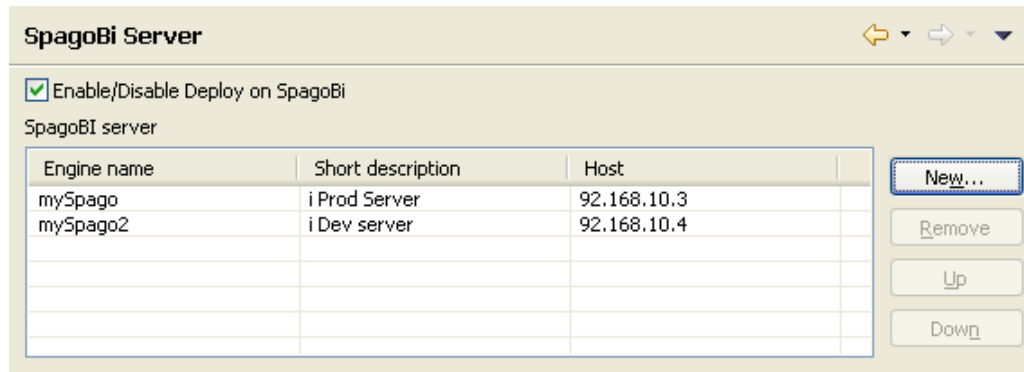 SpagoBi Server
Enable/Disable Deploy on SpagoBi
SpagoBI server
Engine name Short description Host
mySpago i Prod Server 92.168.10.3
mySpago2 i Dev server 92.168.10.4
New...
Remove
Up
Down